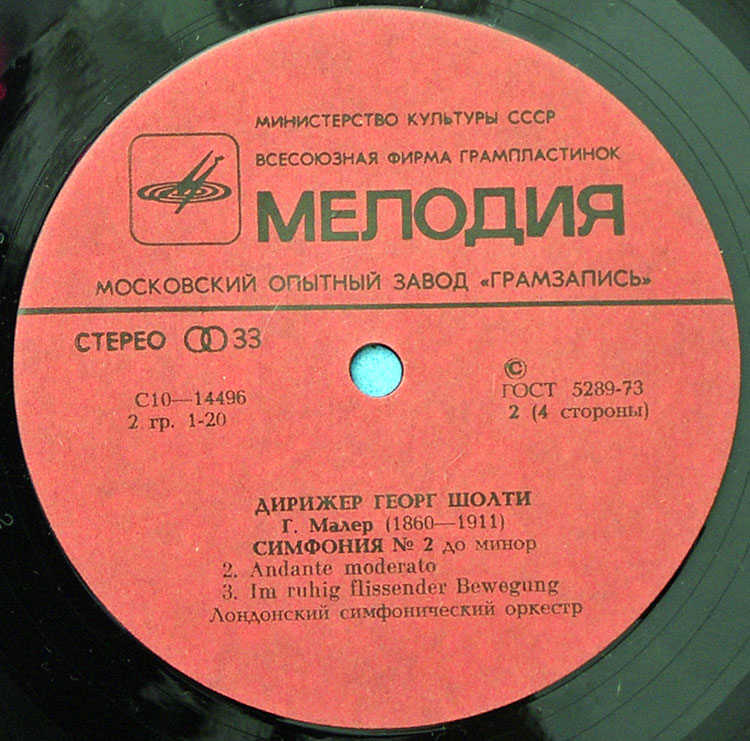 МИНИСТЕРСТВО КУЛЬТУРЫ СССР
ВСЕСОЮЗНАЯ ФИРМА ГРАМПЛАСТИНОК
МЕЛОДИЯ
МОСКОВСКИЙ ОПЫТНЫЙ ЗАВОД «ГРАМЗАПИСЬ»
СТЕРЕО 33
С10—14496
2 гр. 1-20
©
ГОСТ 5289-73
2 (4 стороны)
ДИРИЖЕР ГЕОРГ ШОЛТИ
Г. Малер (1860—1911)
СИМФОНИЯ № 2 до минор
2. Andante moderato
3. Im ruhig flissender Bewegung
Лондонский симфонический оркестр